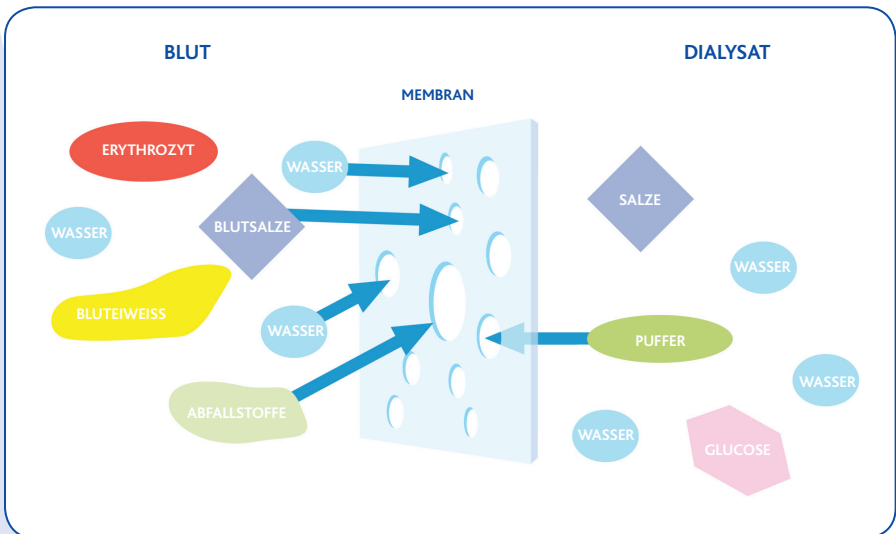 BLUT
DIALYSAT
MEMBRAN
ERYTHROZYT
WASSER
SALZE
WASSER
BLUTSALZE
WASSER
BLUTEIWEISS
WASSER
PUFFER
WASSER
ABFALLSTOFFE
WASSER
GLUCOSE